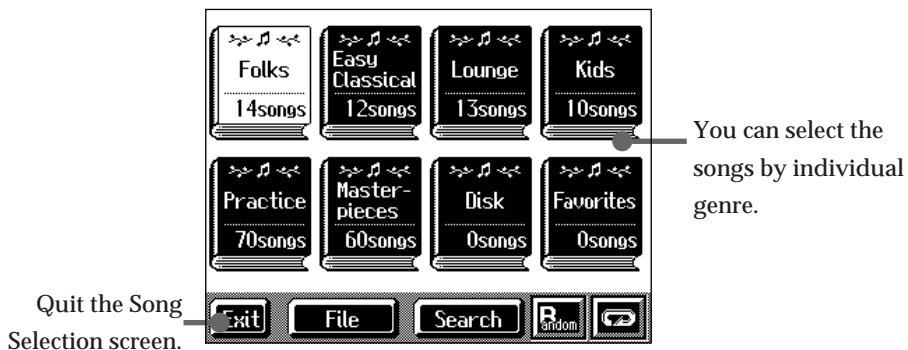 Folks
14songs
Easy
Classical
12songs
Lounge
13songs
Kids
10songs
You can select the
songs by individual
genre.
Practice
70songs
Master-
pieces
60songs
Disk
0songs
Favorites
0songs
Quit the Song
Selection screen.
Exit
File
Search
Random